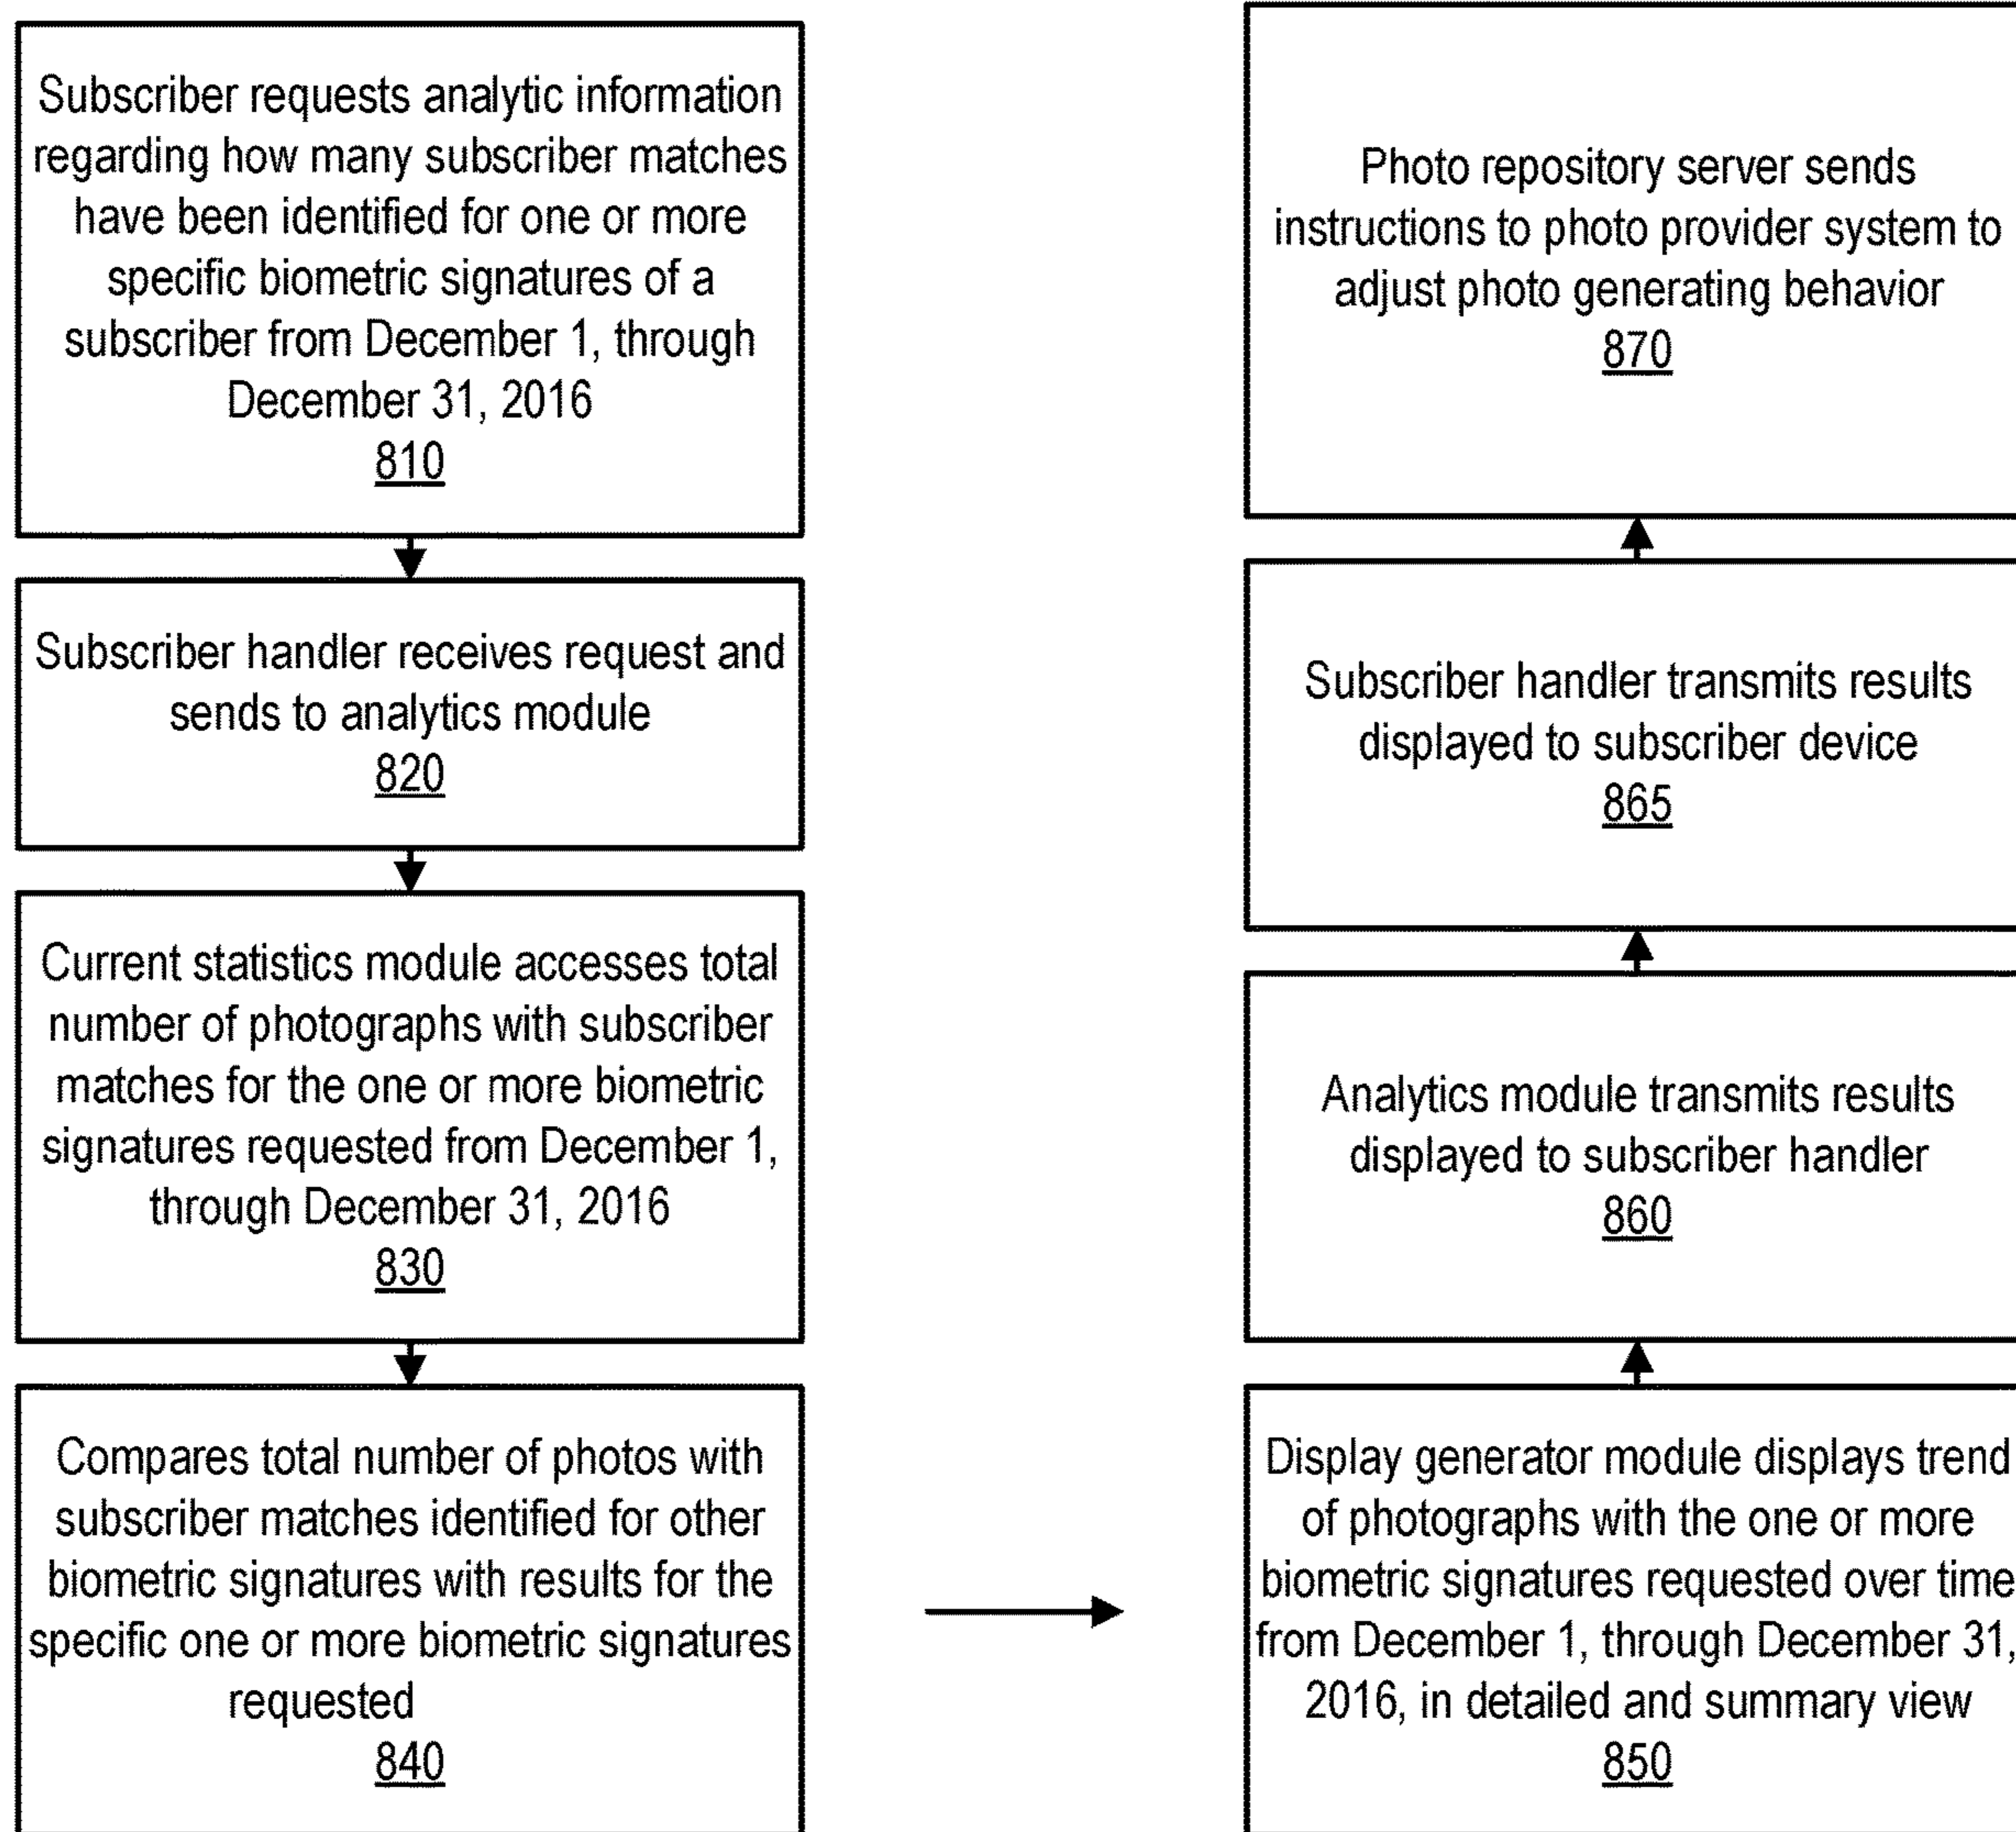 Subscriber requests analytic information
regarding how many subscriber matches
have been identified for one or more
specific biometric signatures of a
subscriber from December 1, through
December 31, 2016
810
Subscriber handler receives request and
sends to analytics module
820
Current statistics module accesses total
number of photographs with subscriber
matches for the one or more biometric
signatures requested from December 1,
through December 31, 2016
830
Compares total number of photos with
subscriber matches identified for other
biometric signatures with results for the
specific one or more biometric signatures
requested
840
Display generator module displays trend
of photographs with the one or more
biometric signatures requested over time
from December 1, through December 31,
2016, in detailed and summary view
850
Analytics module transmits results
displayed to subscriber handler
860
Subscriber handler transmits results
displayed to subscriber device
865
Photo repository server sends
instructions to photo provider system to
adjust photo generating behavior
870